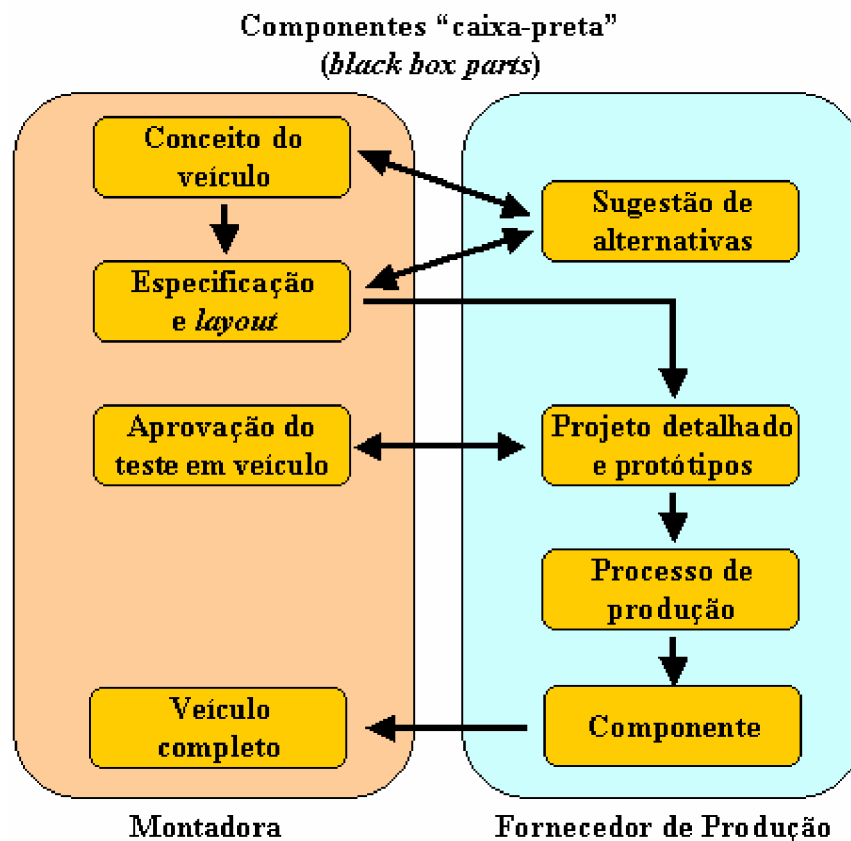 Componentes “caixa-preta”
(black box parts)
Conceito do
veículo
Sugestão de
alternativas
Especificação
e layout
Aprovação do
teste em veículo
Projeto detalhado
e protótipos
Processo de
produção
Veículo
completo
Componente
Montadora
Fornecedor de Produção